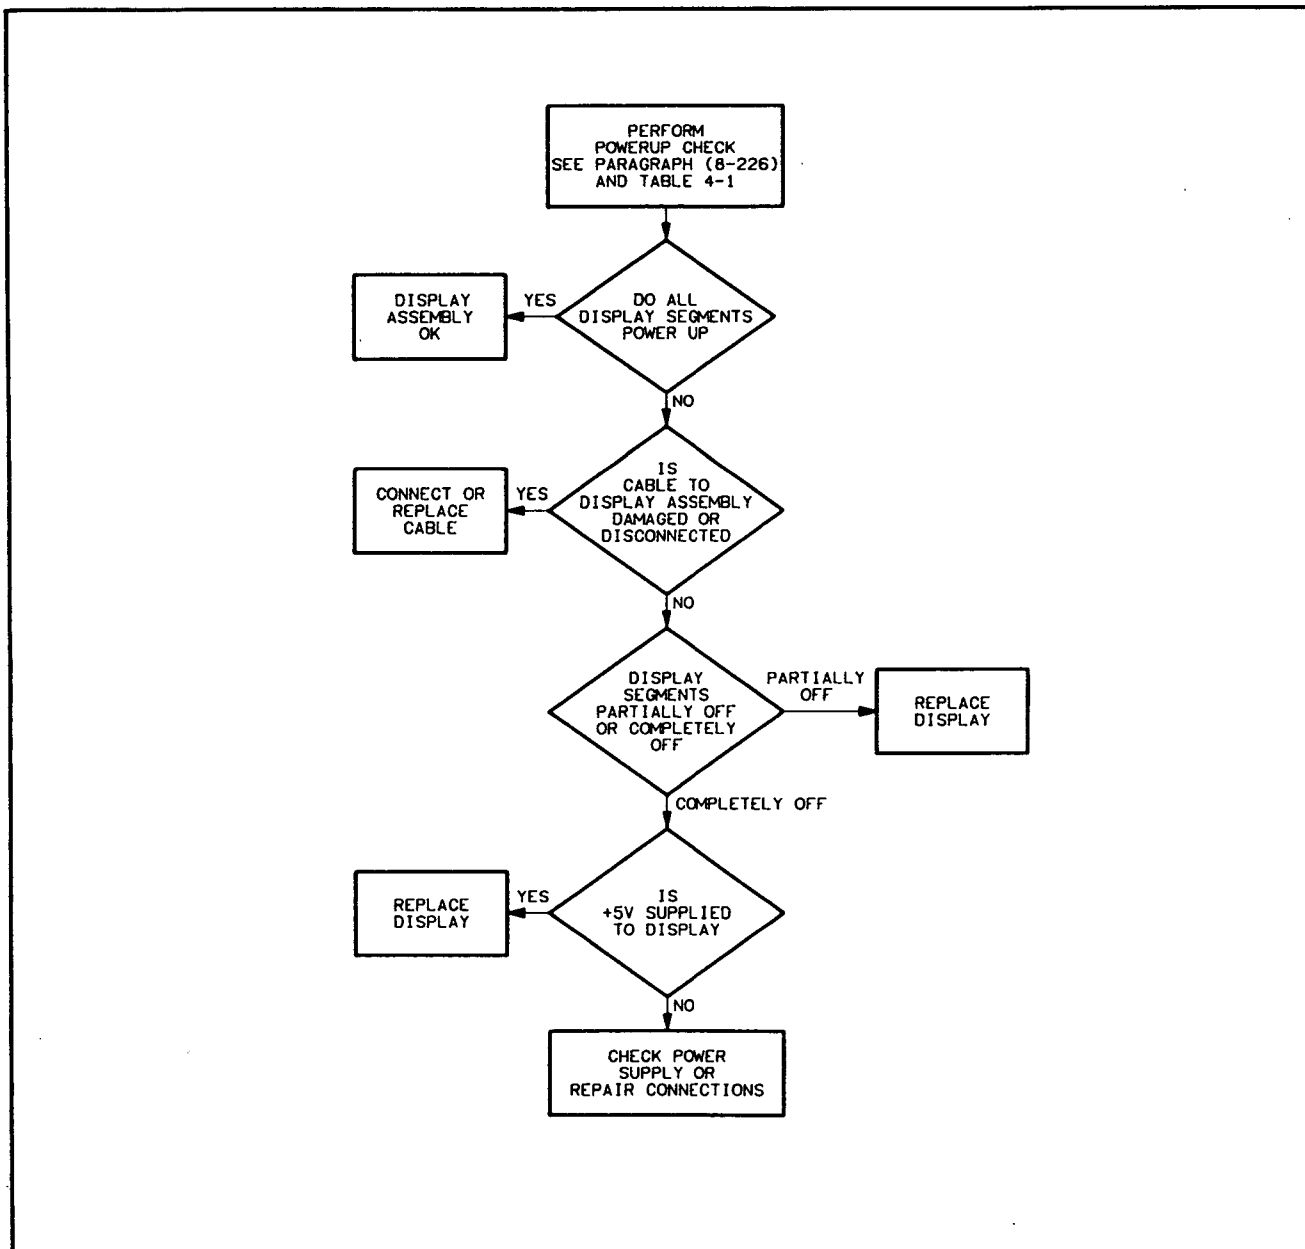 PERFORM
POWERUP CHECK
SEE PARAGRAPH (8-226)
AND TABLE 4-1
DISPLAY
ASSEMBLY
OK
YES
DO ALL
DISPLAY SEGMENTS
POWER UP
NO
CONNECT OR
REPLACE
CABLE
YES
IS
CABLE TO
DISPLAY ASSEMBLY
DAMAGED OR
DISCONNECTED
NO
DISPLAY
SEGMENTS
PARTIALLY OFF
OR COMPLETELY
OFF
PARTIALLY
OFF
REPLACE
DISPLAY
COMPLETELY OFF
REPLACE
DISPLAY
YES
IS
+5V SUPPLIED
TO DISPLAY
NO
CHECK POWER
SUPPLY OR
REPAIR CONNECTIONS